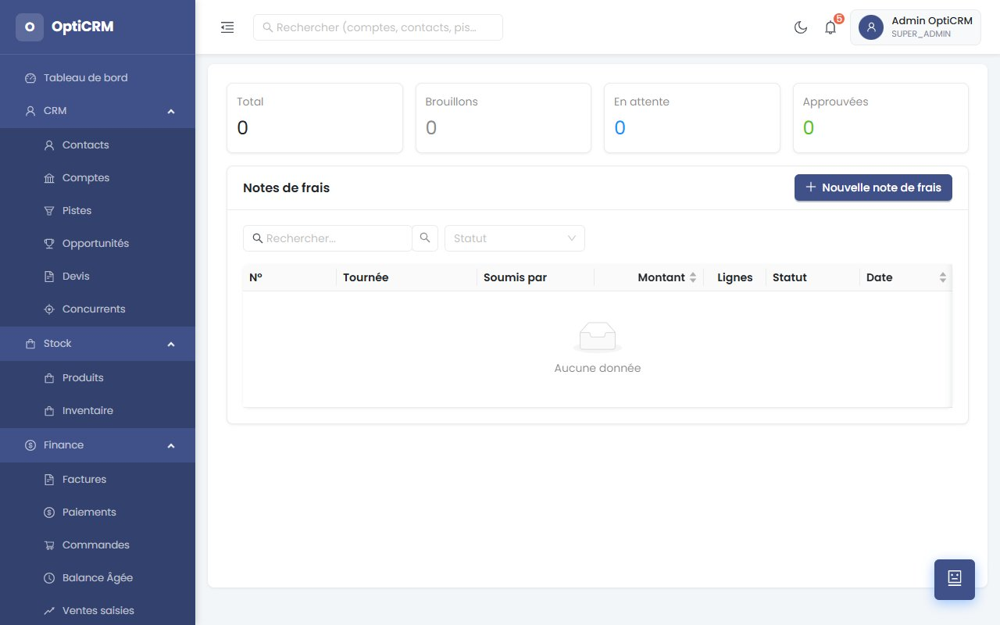 O OptiCRM
Rechercher (comptes, contacts, pis...
5
Admin OptiCRM
SUPER_ADMIN
Tableau de bord
CRM
Contacts
Comptes
Pistes
Opportunités
Devis
Concurrents
Stock
Produits
Inventaire
Finance
Factures
Paiements
Commandes
Balance Âgée
Ventes saisies
Total
0
Brouillons
0
En attente
0
Approuvées
0
Notes de frais
Nouvelle note de frais
Rechercher...
Statut
N° Tournée Soumis par Montant Lignes Statut Date
Aucune donnée